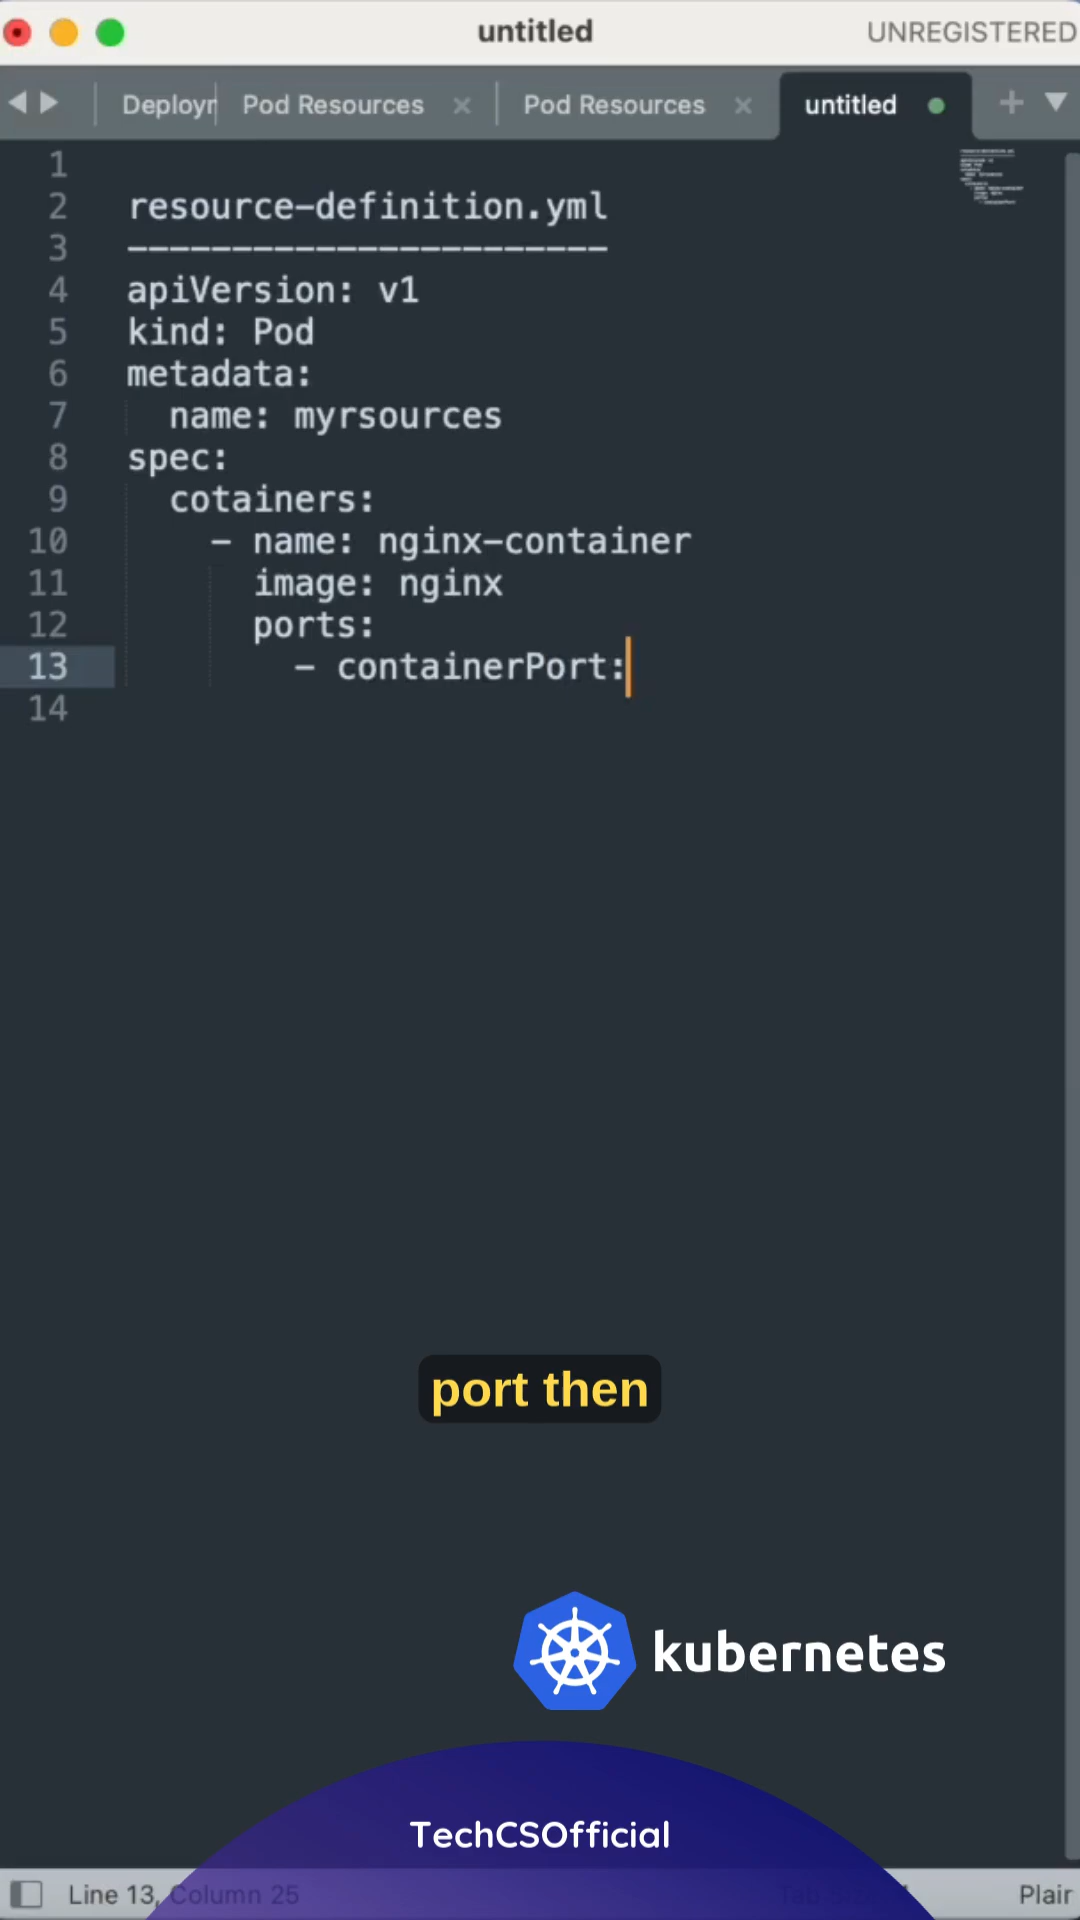 untitled
UNREGISTERED
Deployr
Pod Resources
Pod Resources
untitled
1
2 resource-definition.yml
3 -----------------------
4 apiVersion: v1
5 kind: Pod
6 metadata:
7 name: myrsources
8 spec:
9 cotainers:
10 - name: nginx-container
11 image: nginx
12 ports:
13 - containerPort:
14
port then
kubernetes
TechCSOfficial
Line 13, Column 25
Plain